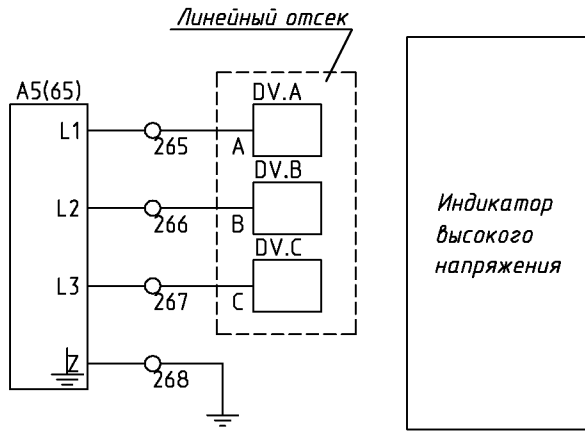 Линейный отсек
A5(65)
DV.A
L1
265
A
DV.B
L2
266
B
Индикатор
высокого
напряжения
DV.C
L3
267
C
Z
268